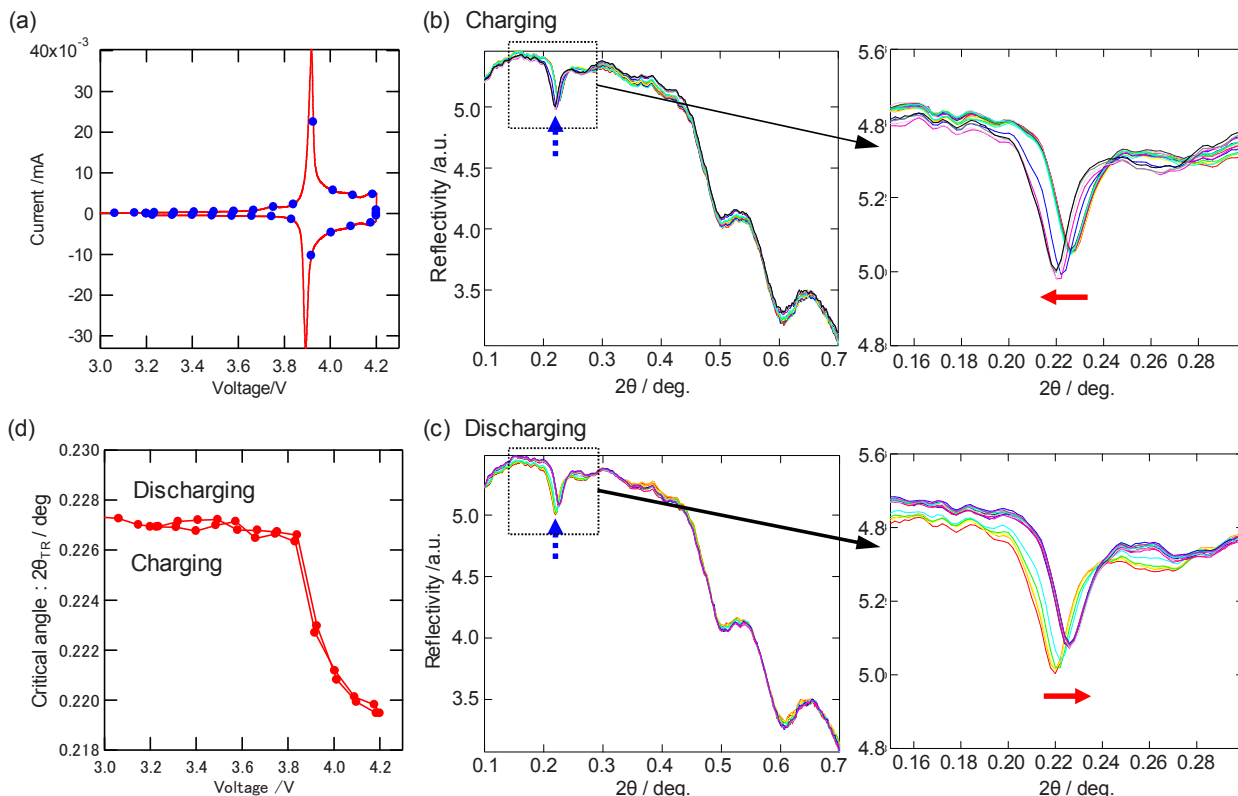 (a)
40x10⁻³
30
20
10
0
-10
-20
-30
Current /mA
3.0 3.2 3.4 3.6 3.8 4.0 4.2
Voltage/V
(b) Charging
5.0
4.0
3.5
Reflectivity /a.u.
0.1 0.2 0.3 0.4 0.5 0.6 0.7
2θ / deg.
5.6
4.8
5.2
5.0
4.8
0.16 0.18 0.20 0.22 0.24 0.26 0.28
2θ / deg.
(d)
0.230
0.228
0.226
0.224
0.222
0.220
0.218
Critical angle : 2θTR / deg
Discharging
Charging
3.0 3.2 3.4 3.6 3.8 4.0 4.2
Voltage /V
(c) Discharging
5.0
4.0
3.5
Reflectivity /a.u.
0.1 0.2 0.3 0.4 0.5 0.6 0.7
2θ / deg.
5.6
4.8
5.2
5.0
4.8
0.16 0.18 0.20 0.22 0.24 0.26 0.28
2θ / deg.